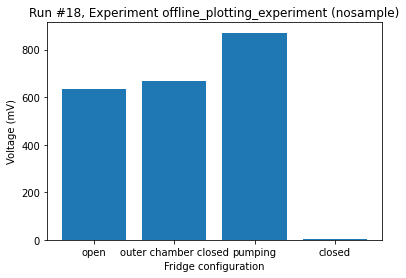 Run #18, Experiment offline_plotting_experiment (nosample)
800
600
400
200
0
Voltage (mV)
open outer chamber closed pumping closed
Fridge configuration